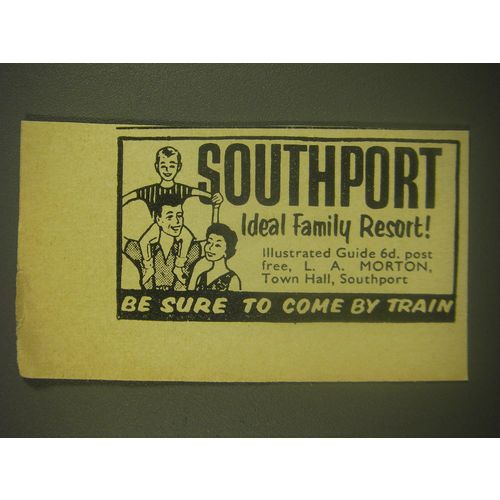 SOUTHPORT
Ideal Family Resort!
Illustrated Guide 6d. post
free, L. A. MORTON,
Town Hall, Southport
BE SURE TO COME BY TRAIN